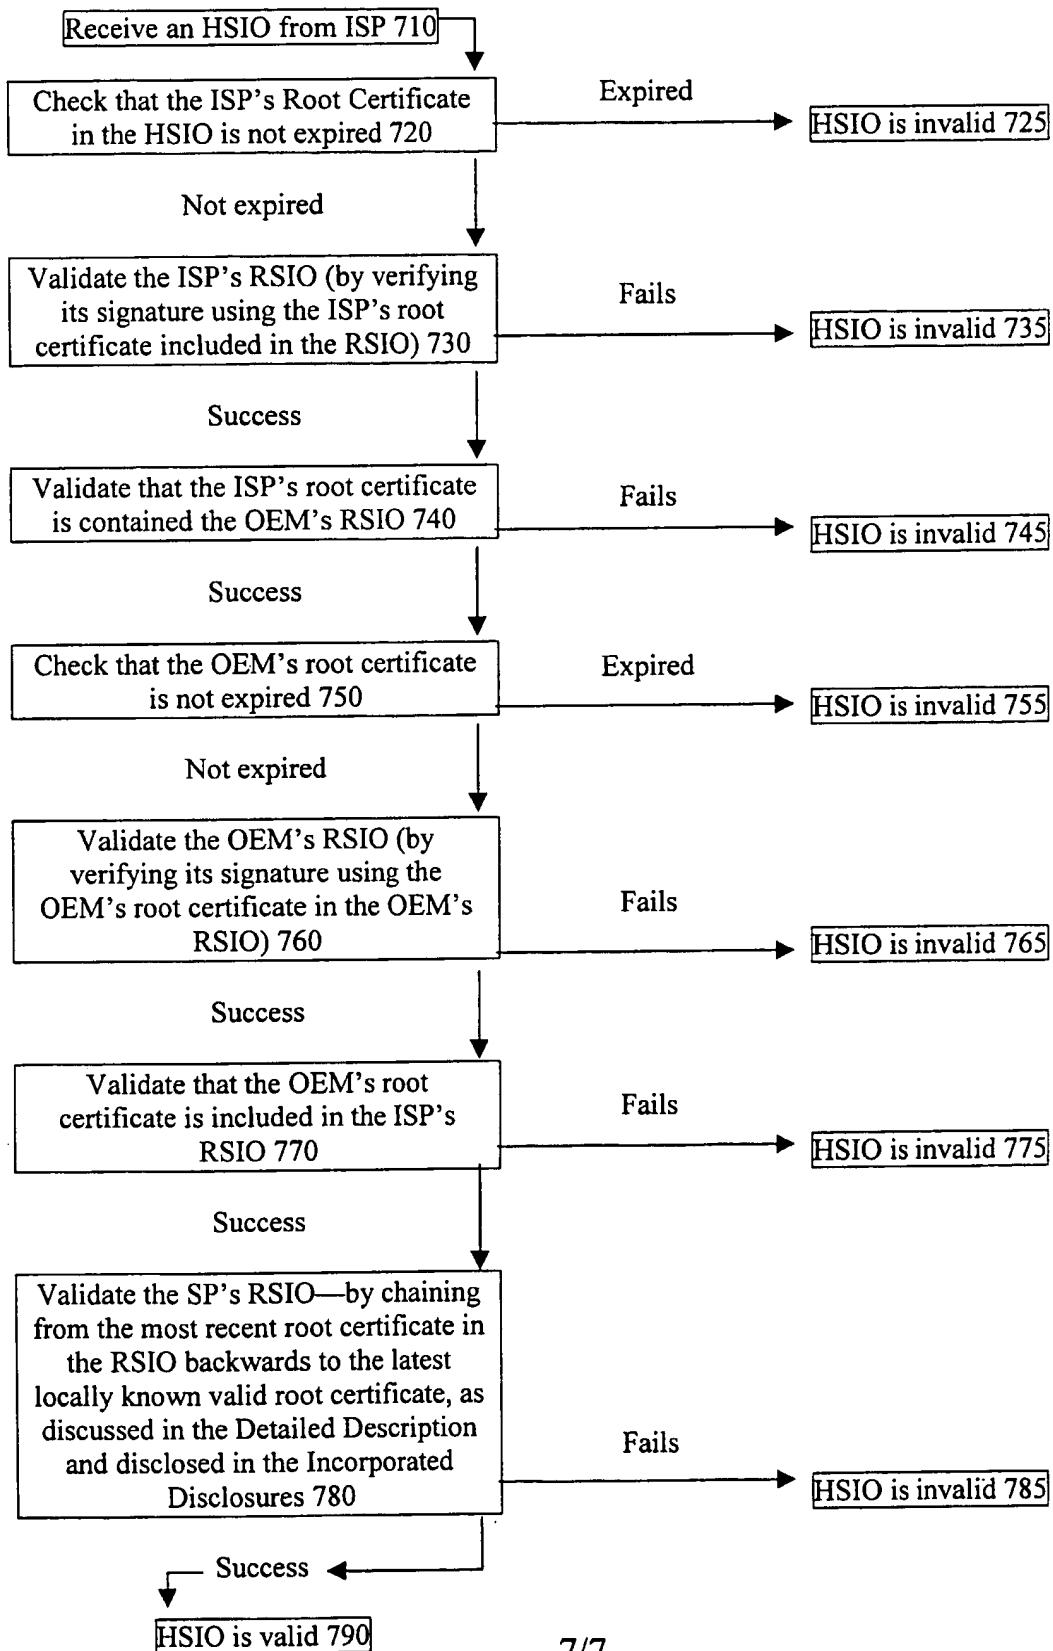 Receive an HSIO from ISP 710
Check that the ISP's Root Certificate
in the HSIO is not expired 720
Expired
HSIO is invalid 725
Not expired
Validate the ISP's RSIO (by verifying
its signature using the ISP's root
certificate included in the RSIO) 730
Fails
HSIO is invalid 735
Success
Validate that the ISP's root certificate
is contained the OEM's RSIO 740
Fails
HSIO is invalid 745
Success
Check that the OEM's root certificate
is not expired 750
Expired
HSIO is invalid 755
Not expired
Validate the OEM's RSIO (by
verifying its signature using the
OEM's root certificate in the OEM's
RSIO) 760
Fails
HSIO is invalid 765
Success
Validate that the OEM's root
certificate is included in the ISP's
RSIO 770
Fails
HSIO is invalid 775
Success
Validate the SP's RSIO—by chaining
from the most recent root certificate in
the RSIO backwards to the latest
locally known valid root certificate, as
discussed in the Detailed Description
and disclosed in the Incorporated
Disclosures 780
Fails
HSIO is invalid 785
Success
HSIO is valid 790
7/7